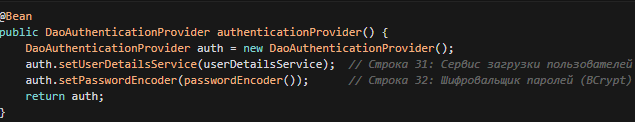 @Bean
public DaoAuthenticationProvider authenticationProvider() {
    DaoAuthenticationProvider auth = new DaoAuthenticationProvider();
    auth.setUserDetailsService(userDetailsService);  // Строка 31: Сервис загрузки пользователей
    auth.setPasswordEncoder(passwordEncoder());  // Строка 32: Шифровальщик паролей (BCrypt)
    return auth;
}